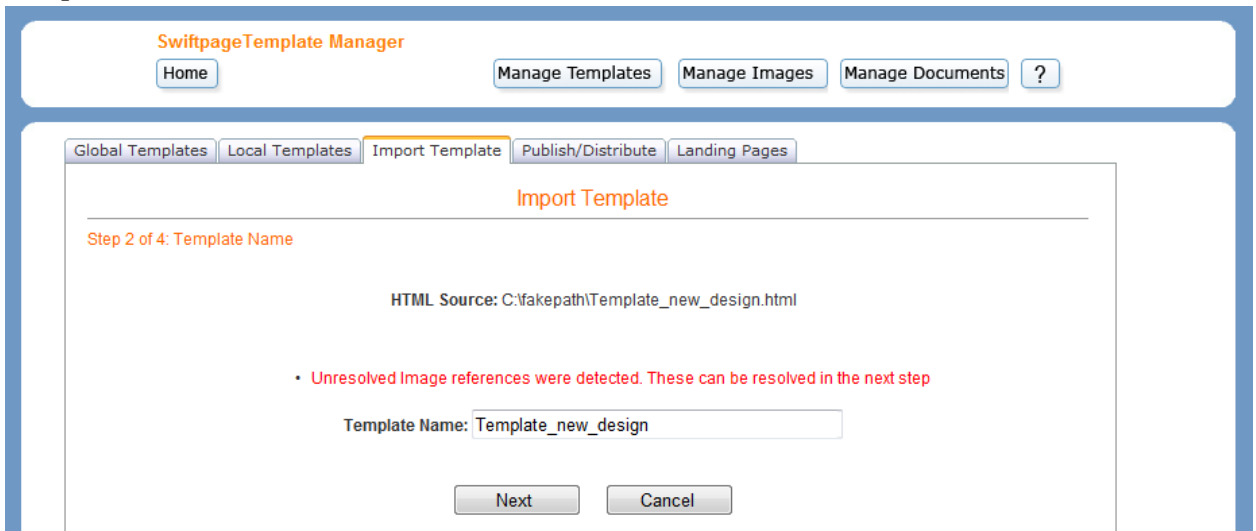 SwiftpageTemplate Manager
Home Manage Templates Manage Images Manage Documents ?
Global Templates Local Templates Import Template Publish/Distribute Landing Pages
Import Template
Step 2 of 4: Template Name
HTML Source: C:\fakepath\Template_new_design.html
• Unresolved Image references were detected. These can be resolved in the next step
Template Name: Template_new_design
Next Cancel